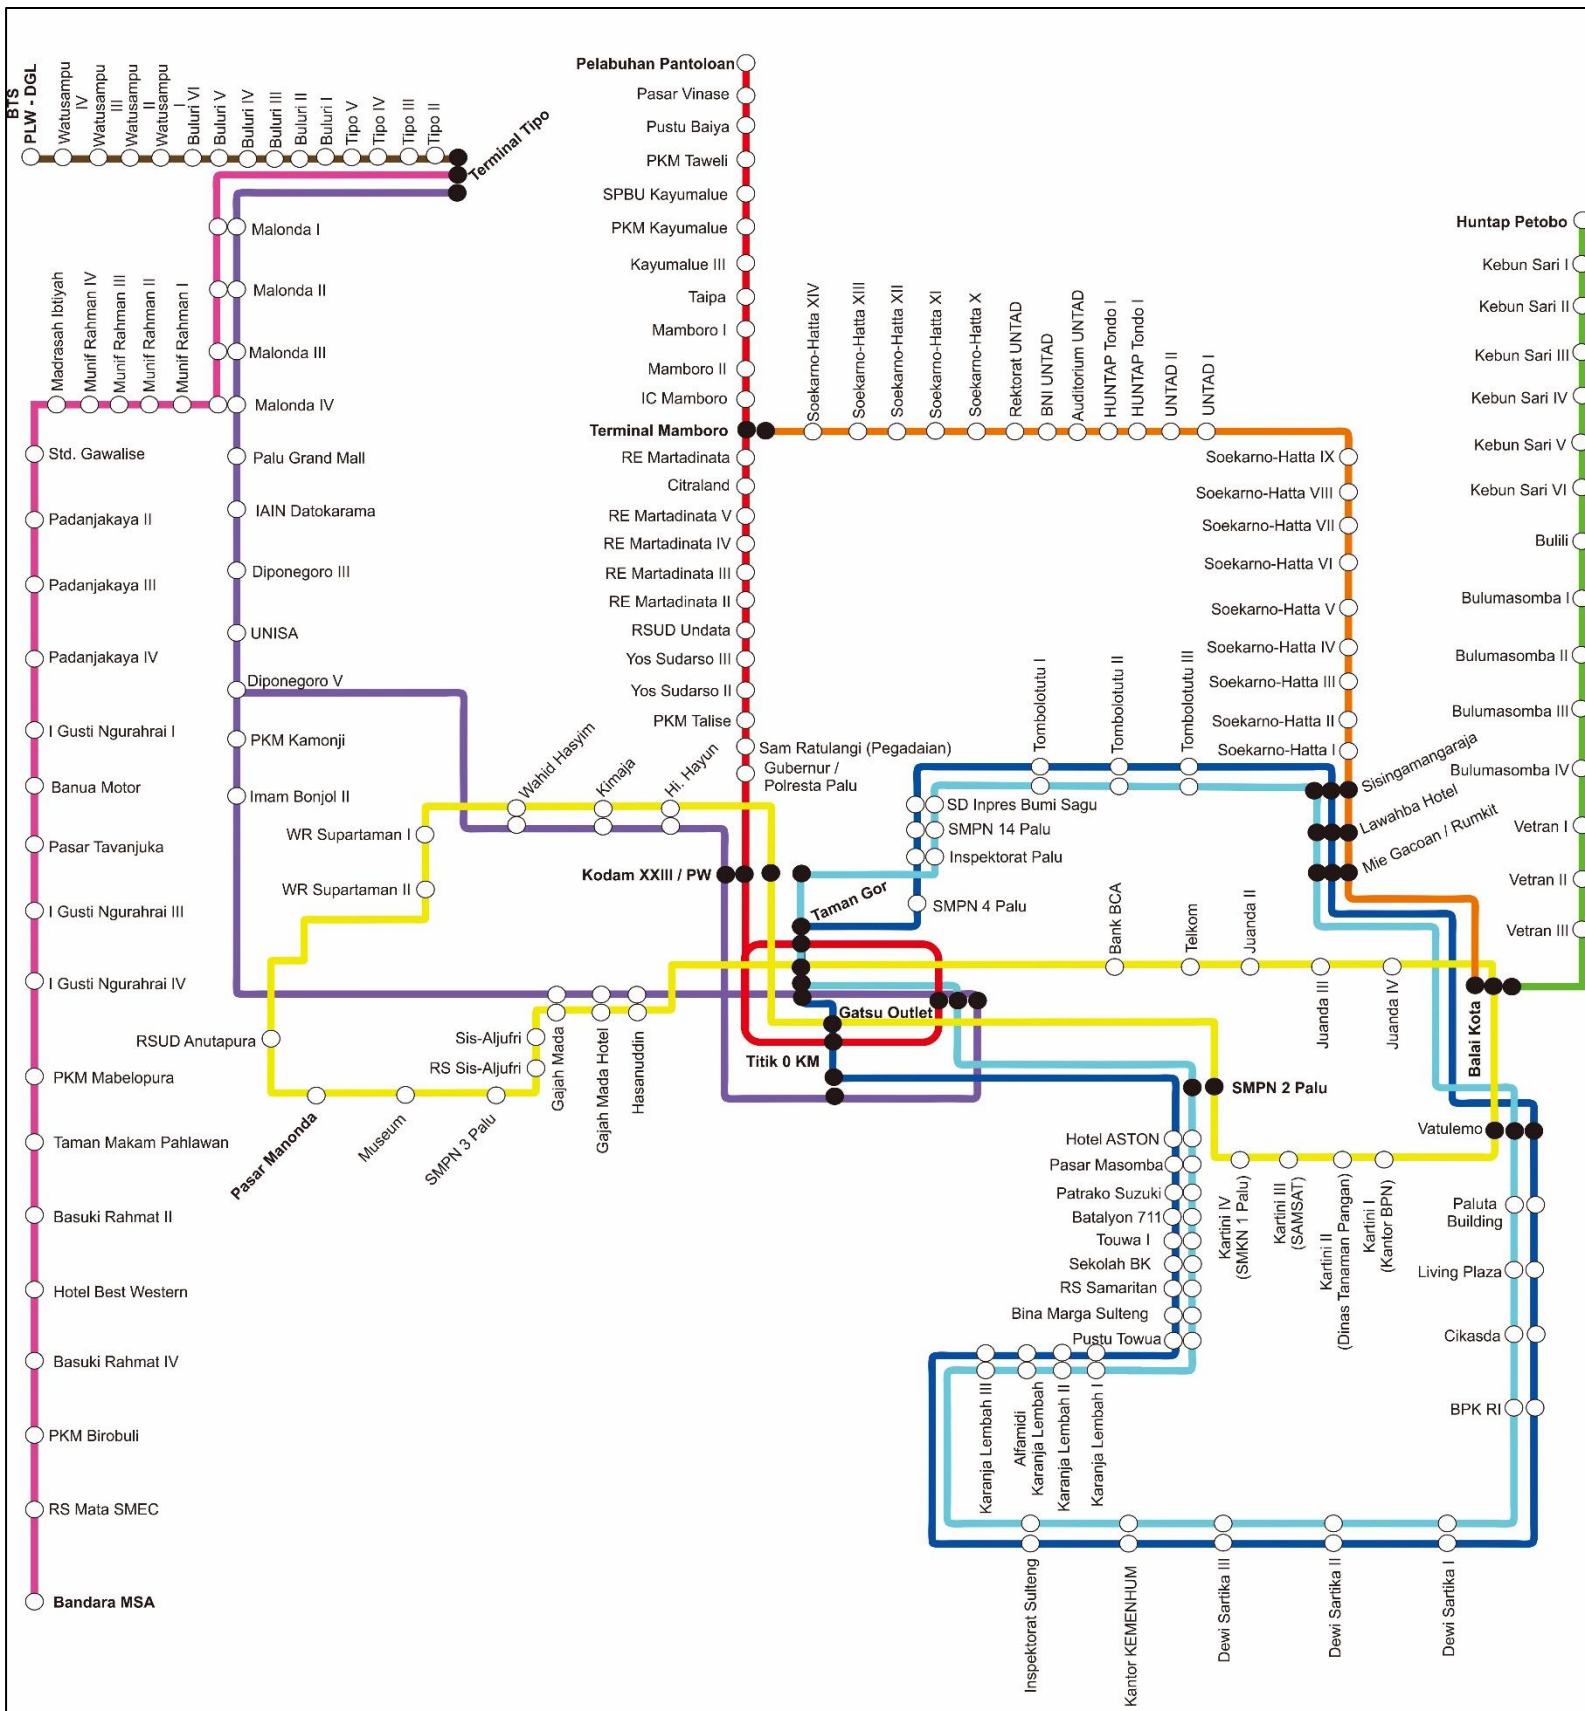 BTS
PLW - DGL
Watusampu
IV
Watusampu
III
Watusampu
II
Watusampu
I
Buluri VI
Buluri V
Buluri IV
Buluri III
Buluri II
Buluri I
Tipo V
Tipo IV
Tipo III
Tipo II
Terminal Tipo
Malonda I
Malonda II
Malonda III
Malonda IV
Madrasah Ibtiyah
Munif Rahman IV
Munif Rahman III
Munif Rahman II
Munif Rahman I
Std. Gawalise
Padanjakaya II
Padanjakaya III
Padanjakaya IV
I Gusti Ngurahrai I
Banua Motor
Pasar Tavanjuka
I Gusti Ngurahrai III
I Gusti Ngurahrai IV
PKM Mabelopura
Taman Makam Pahlawan
Basuki Rahmat II
Hotel Best Western
Basuki Rahmat IV
PKM Birobuli
RS Mata SMEC
Bandara MSA
Palu Grand Mall
IAIN Datokarama
Diponegoro III
UNISA
Diponegoro V
PKM Kamonji
Imam Bonjol II
Pelabuhan Pantoloan
Pasar Vinase
Pustu Baiya
PKM Taweli
SPBU Kayumalue
PKM Kayumalue
Kayumalue III
Taipa
Mamboro I
Mamboro II
IC Mamboro
Terminal Mamboro
RE Martadinata
Citraland
RE Martadinata V
RE Martadinata IV
RE Martadinata III
RE Martadinata II
RSUD Undata
Yos Sudarso III
Yos Sudarso II
PKM Talise
Sam Ratulangi (Pegadaian)
Gubernur /
Polresta Palu
Soekarno-Hatta XIV
Soekarno-Hatta XIII
Soekarno-Hatta XII
Soekarno-Hatta XI
Soekarno-Hatta X
Rektorat UNTAD
BNI UNTAD
Auditorium UNTAD
HUNTAP Tondo I
HUNTAP Tondo I
UNTAD II
UNTAD I
Soekarno-Hatta IX
Soekarno-Hatta VIII
Soekarno-Hatta VII
Soekarno-Hatta VI
Soekarno-Hatta V
Soekarno-Hatta IV
Soekarno-Hatta III
Soekarno-Hatta II
Soekarno-Hatta I
Sisingamangaraja
Lawahba Hotel
Mie Gacoan / Rumkit
Huntap Petobo
Kebun Sari I
Kebun Sari II
Kebun Sari III
Kebun Sari IV
Kebun Sari V
Kebun Sari VI
Bulili
Bulumasomba I
Bulumasomba II
Bulumasomba III
Bulumasomba IV
Vetran I
Vetran II
Vetran III
Tombolotutu I
Tombolotutu II
Tombolotutu III
SD Inpres Bumi Sagu
SMPN 14 Palu
Inspektorat Palu
SMPN 4 Palu
Wahid Hasyim
Kimaja
Hi. Hayun
WR Supartaman I
WR Supartaman II
Kodam XXIII / PW
Taman Gor
Bank BCA
Telkom
Juanda II
Juanda III
Juanda IV
Balai Kota
Gatsu Outlet
Titik 0 KM
RSUD Anutapura
Pasar Manonda
Museum
SMPN 3 Palu
Sis-Aljufri
RS Sis-Aljufri
Gajah Mada
Gajah Mada Hotel
Hasanuddin
SMPN 2 Palu
Vatulemo
Hotel ASTON
Pasar Masomba
Patrako Suzuki
Batalyon 711
Touwa I
Sekolah BK
RS Samaritan
Bina Marga Sulteng
Pustu Towua
Kartini IV
(SMKN 1 Palu)
Kartini III
(SAMSAT)
Kartini II
(Dinas Tanaman Pangan)
Kartini I
(Kantor BPN)
Paluta
Building
Living Plaza
Cikasda
BPK RI
Karanja Lembah III
Alfamidi
Karanja Lembah
Karanja Lembah II
Karanja Lembah I
Inspektorat Sulteng
Kantor KEMENHUM
Dewi Sartika III
Dewi Sartika II
Dewi Sartika I